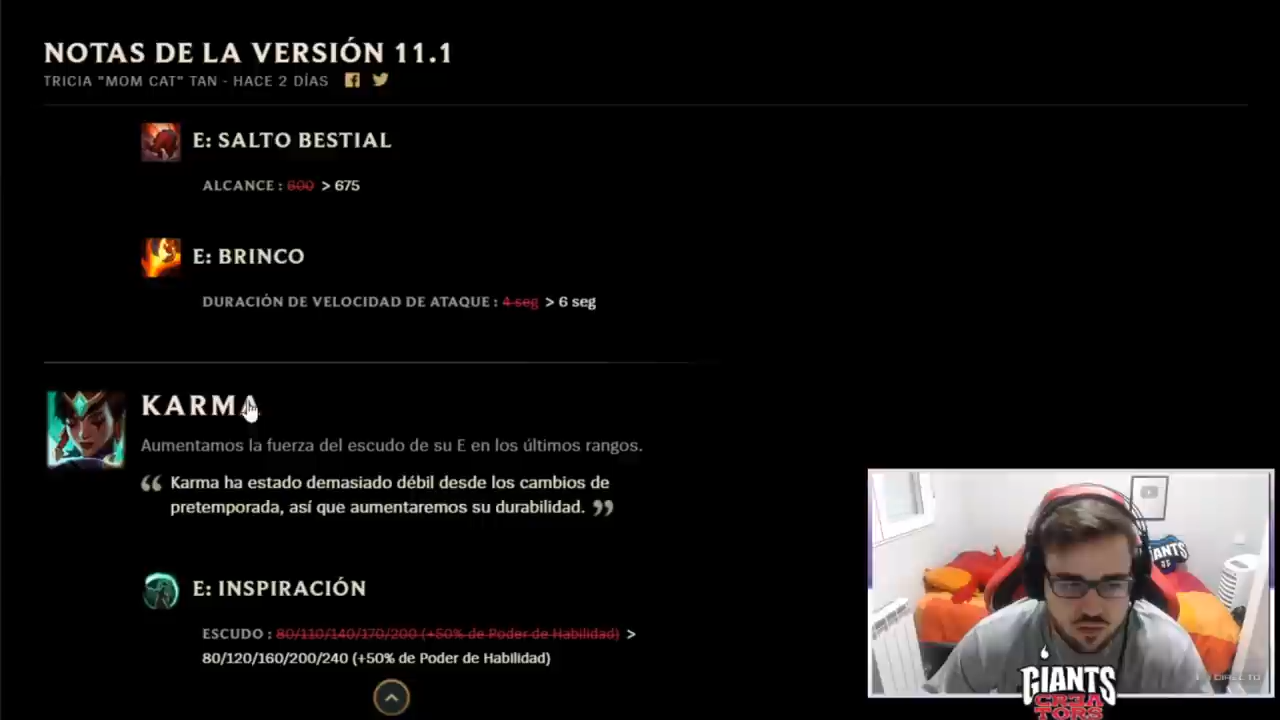 NOTAS DE LA VERSIÓN 11.1
TRICIA "MOM CAT" TAN - HACE 2 DÍAS
E: SALTO BESTIAL
ALCANCE : 600 > 675
E: BRINCO
DURACIÓN DE VELOCIDAD DE ATAQUE : 4 seg > 6 seg
KARMA
Aumentamos la fuerza del escudo de su E en los últimos rangos.
“ Karma ha estado demasiado débil desde los cambios de
pretemporada, así que aumentaremos su durabilidad. ”
E: INSPIRACIÓN
ESCUDO : 80/110/140/170/200 (+50% de Poder de Habilidad) >
80/120/160/200/240 (+50% de Poder de Habilidad)
GIANTS
DIRECTO
GIANTS
CR3A
TORS